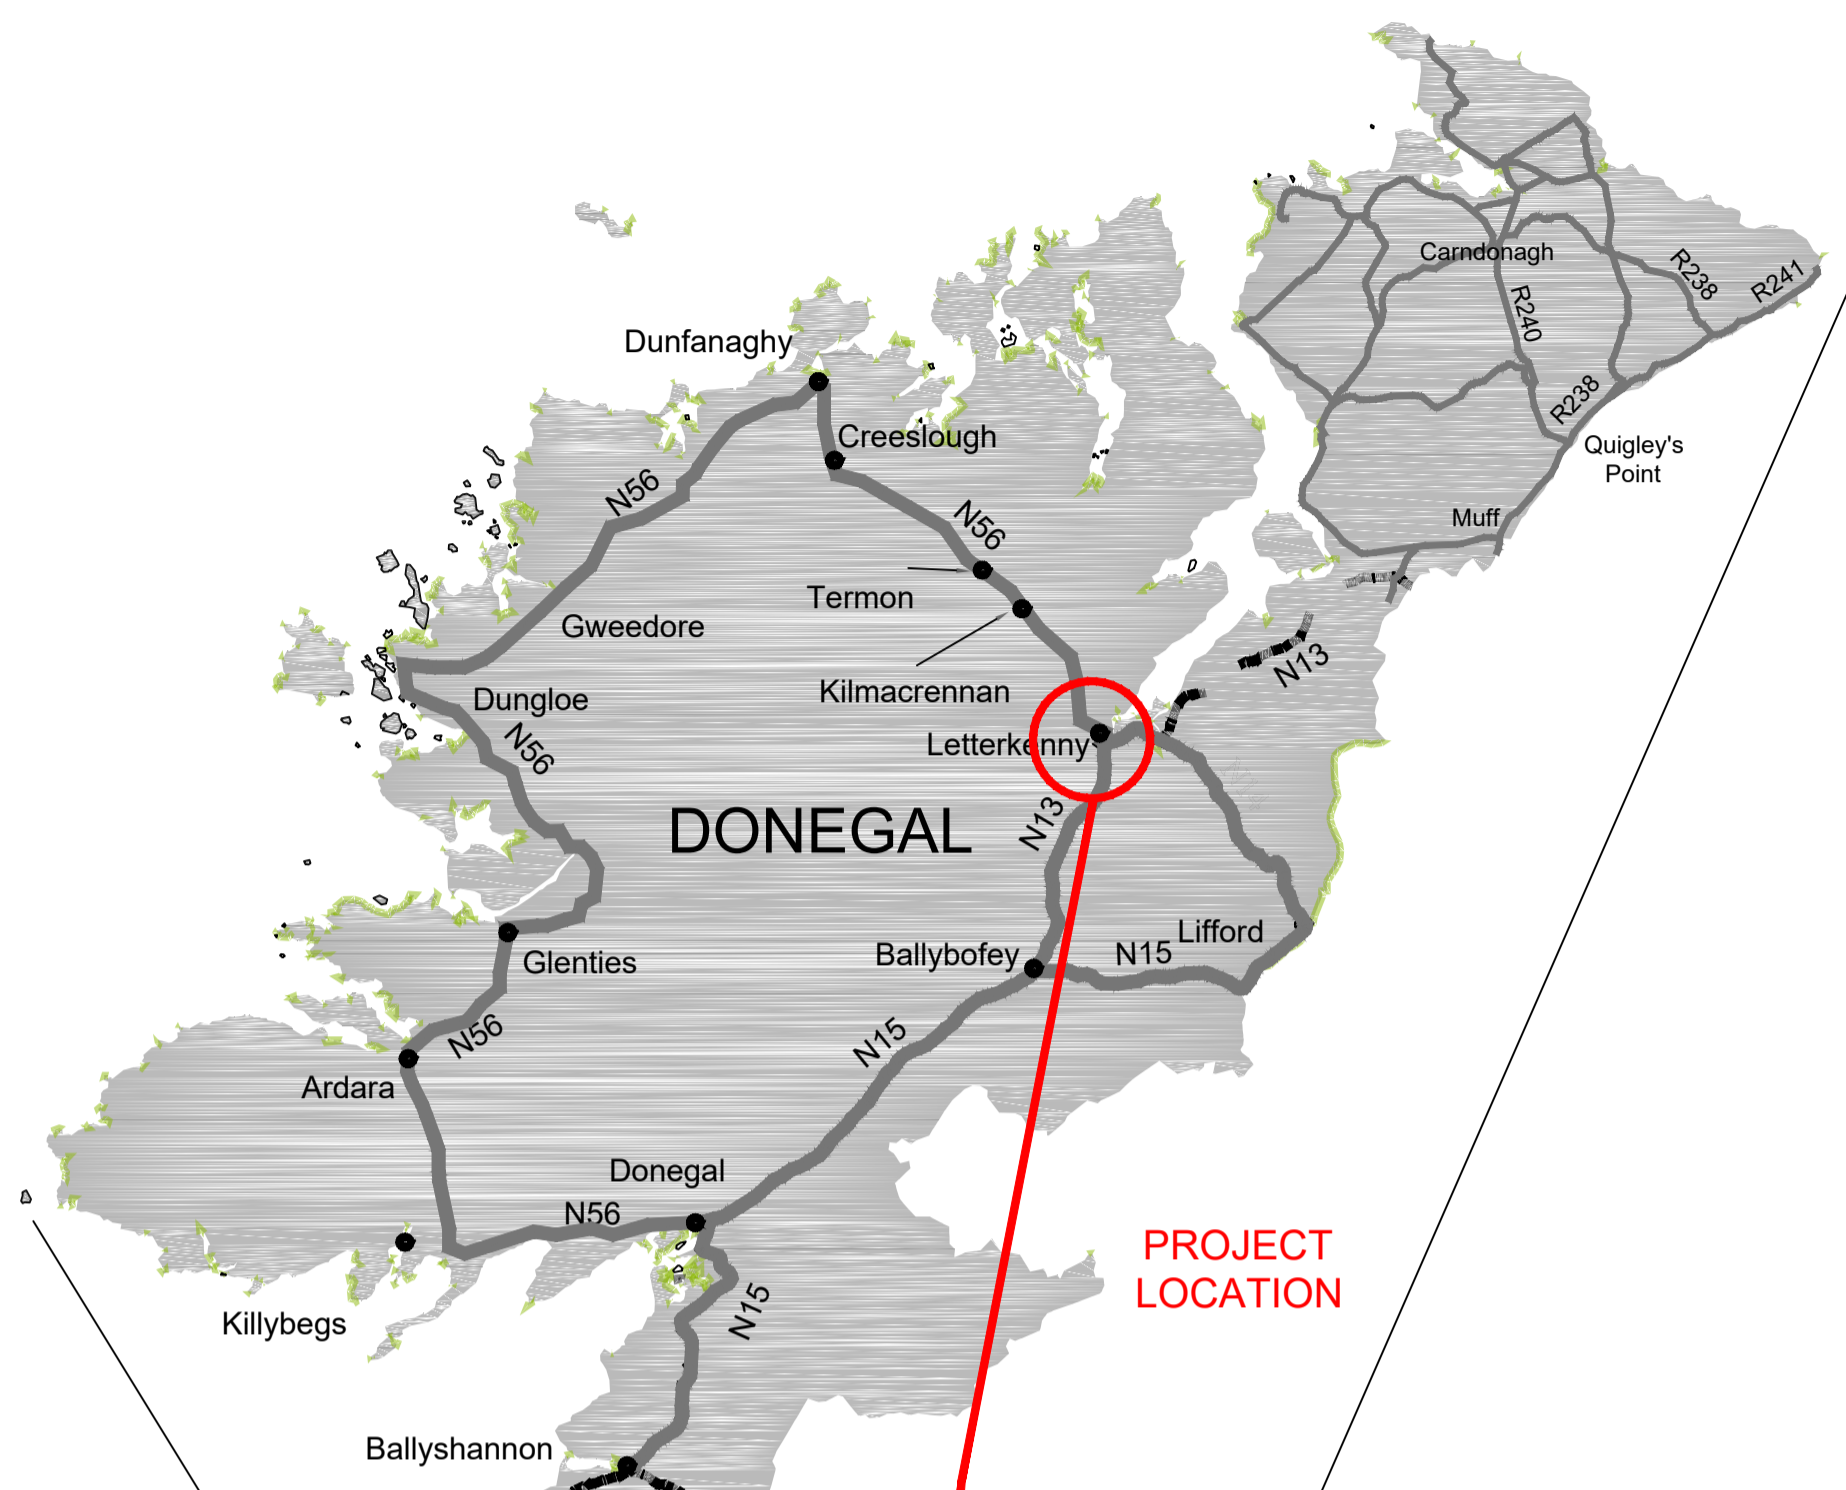 Carndonagh
R238
R241
R240
Dunfanaghy
R238
Creeslough
Quigley's
Point
N56
N56
Muff
Termon
Gweedore
N13
Kilmacrennan
Dungloe
N56
Letterkenny
DONEGAL
N13
Lifford
Ballybofey
N15
Glenties
N56
N15
Ardara
Donegal
N56
PROJECT
LOCATION
N15
Killybegs
Ballyshannon